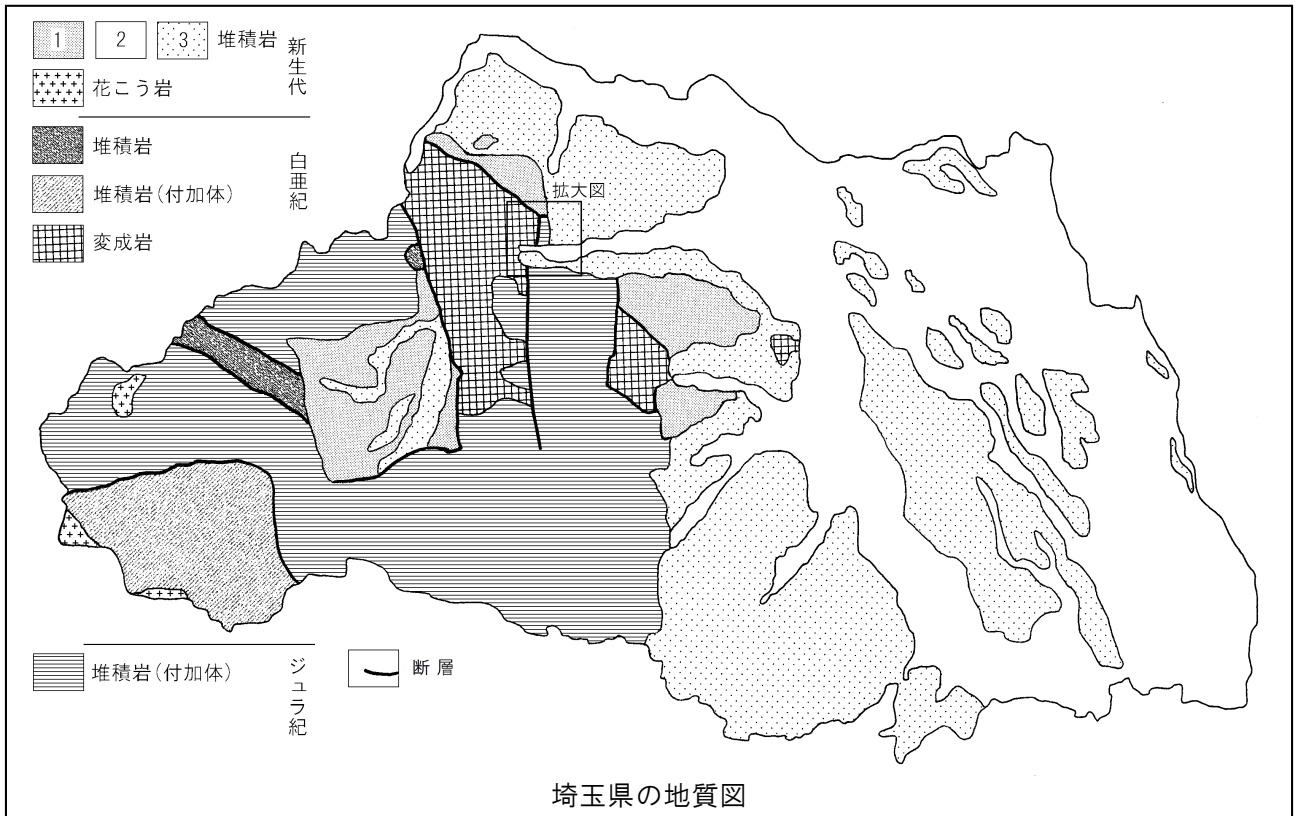 1 2 3 堆積岩
花こう岩
新生代
堆積岩
堆積岩(付加体)
変成岩
白亜紀
拡大図
堆積岩(付加体)
ジュラ紀
断層
埼玉県の地質図